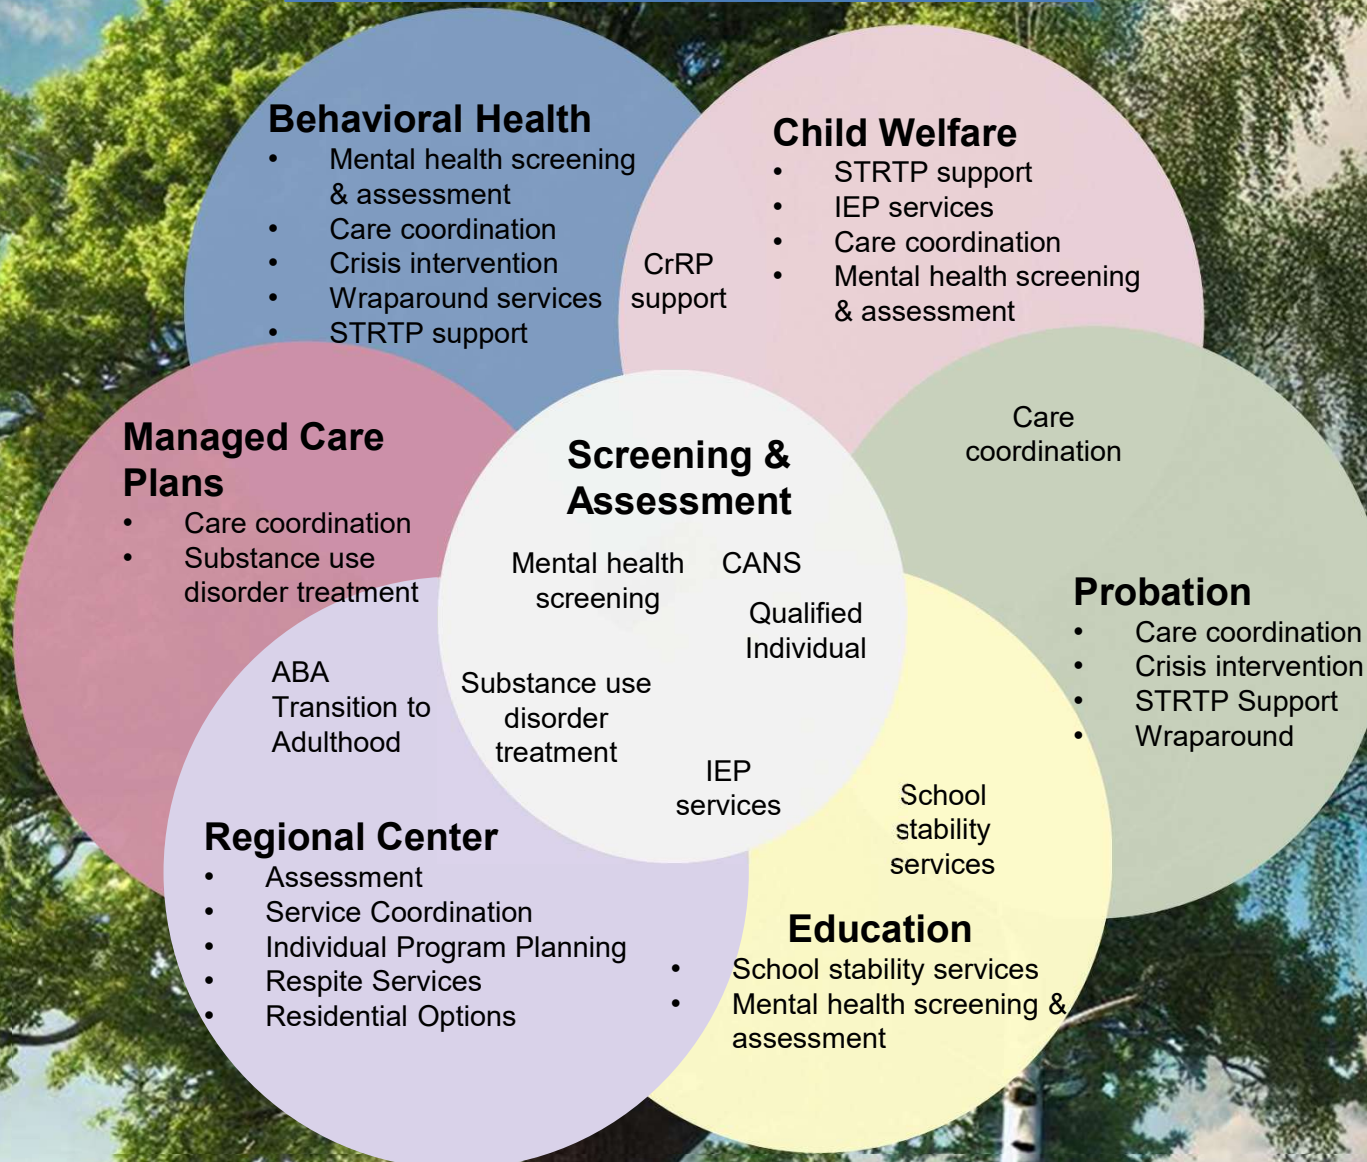 Behavioral Health
• Mental health screening
& assessment
• Care coordination
• Crisis intervention
• Wraparound services
• STRTP support
CrRP
support
Child Welfare
• STRTP support
• IEP services
• Care coordination
• Mental health screening
& assessment
Managed Care
Plans
• Care coordination
• Substance use
disorder treatment
Screening &
Assessment
Mental health
screening
CANS
Qualified
Individual
Substance use
disorder
treatment
IEP
services
Care
coordination
Probation
• Care coordination
• Crisis intervention
• STRTP Support
• Wraparound
ABA
Transition to
Adulthood
Regional Center
• Assessment
• Service Coordination
• Individual Program Planning
• Respite Services
• Residential Options
School
stability
services
Education
• School stability services
• Mental health screening &
assessment